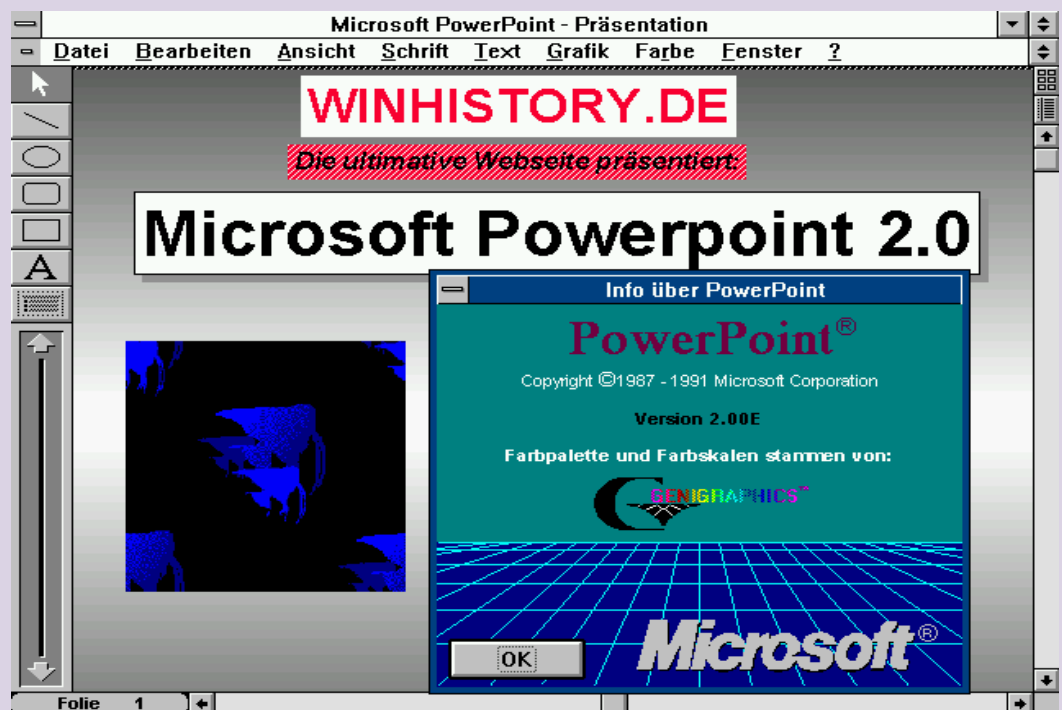 Microsoft PowerPoint - Präsentation
Datei Bearbeiten Ansicht Schrift Text Grafik Farbe Fenster ?
WINHISTORY.DE
Die ultimative Webseite präsentiert:
Microsoft Powerpoint 2.0
A
Info über PowerPoint
PowerPoint®
Copyright ©1987 - 1991 Microsoft Corporation
Version 2.00E
Farbpalette und Farbskalen stammen von:
GENIGRAPHICS™
Microsoft®
OK
Folie 1